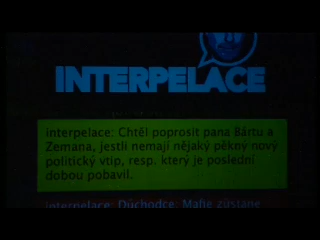 INTERPELACE
interpelace: Chtěl poprosit pana Bártu a
Zemana, jestli nemají nějaký pěkný nový
politický vtip, resp. který je poslední
dobou pobavil.
interpelace: Důchodce: Mafie zůstane